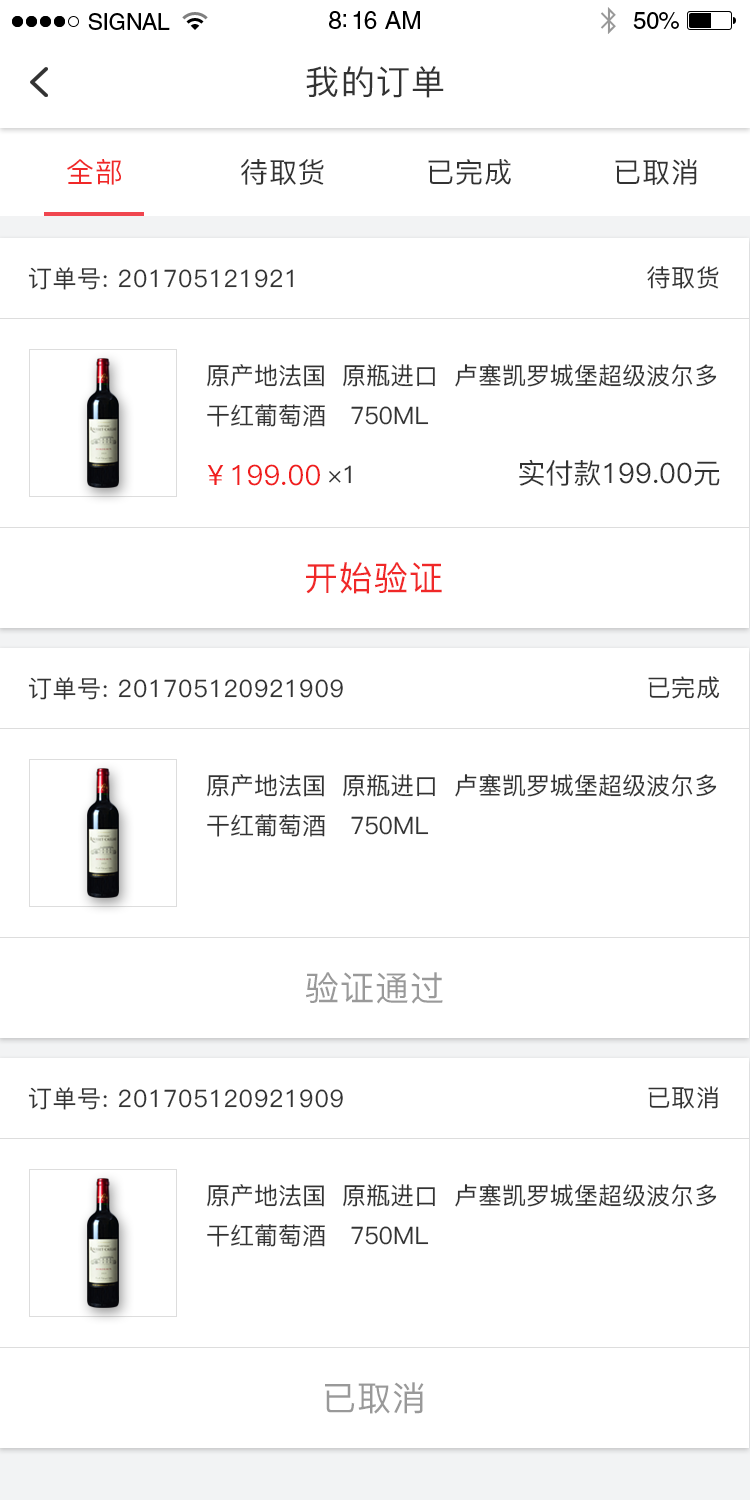 SIGNAL 8:16 AM 50%
我的订单
全部 待取货 已完成 已取消
订单号: 201705121921 待取货
原产地法国 原瓶进口 卢塞凯罗城堡超级波尔多
干红葡萄酒 750ML
¥199.00 ×1 实付款199.00元
开始验证
订单号: 201705120921909 已完成
原产地法国 原瓶进口 卢塞凯罗城堡超级波尔多
干红葡萄酒 750ML
验证通过
订单号: 201705120921909 已取消
原产地法国 原瓶进口 卢塞凯罗城堡超级波尔多
干红葡萄酒 750ML
已取消